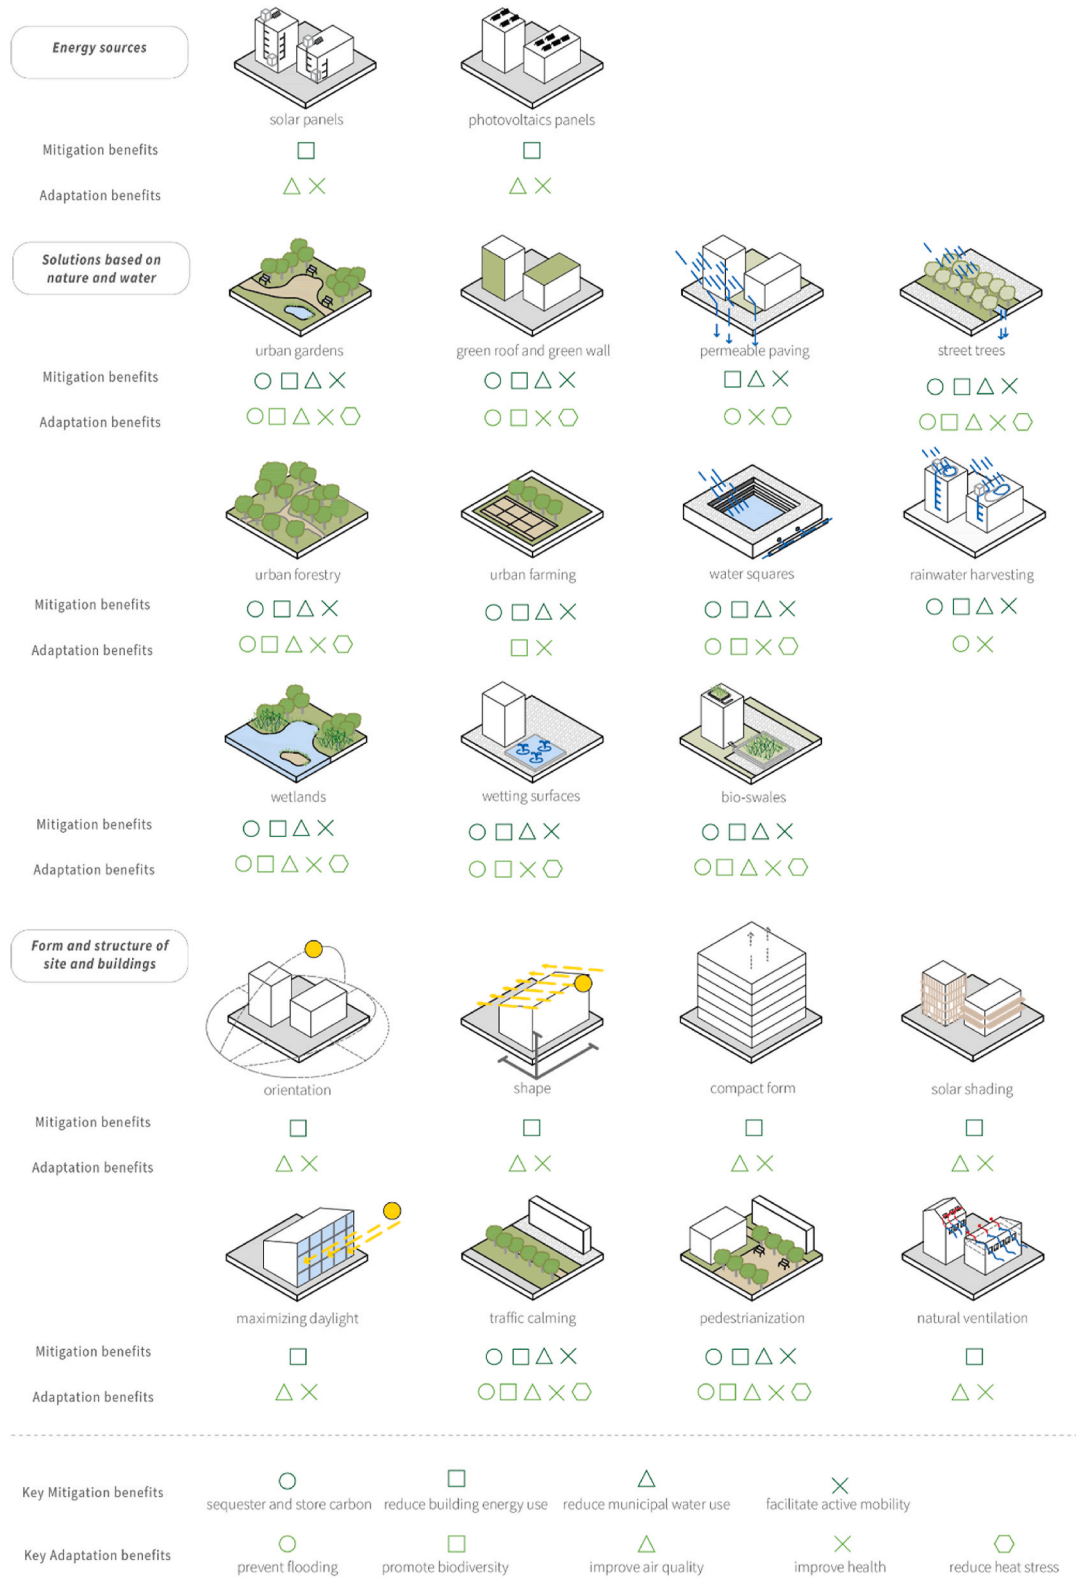 Energy sources
solar panels
photovoltaics panels
Mitigation benefits
Adaptation benefits
Solutions based on
nature and water
urban gardens
green roof and green wall
permeable paving
street trees
Mitigation benefits
Adaptation benefits
urban forestry
urban farming
water squares
rainwater harvesting
Mitigation benefits
Adaptation benefits
wetlands
wetting surfaces
bio-swales
Mitigation benefits
Adaptation benefits
Form and structure of
site and buildings
orientation
shape
compact form
solar shading
Mitigation benefits
Adaptation benefits
maximizing daylight
traffic calming
pedestrianization
natural ventilation
Mitigation benefits
Adaptation benefits
Key Mitigation benefits
sequester and store carbon
reduce building energy use
reduce municipal water use
facilitate active mobility
Key Adaptation benefits
prevent flooding
promote biodiversity
improve air quality
improve health
reduce heat stress